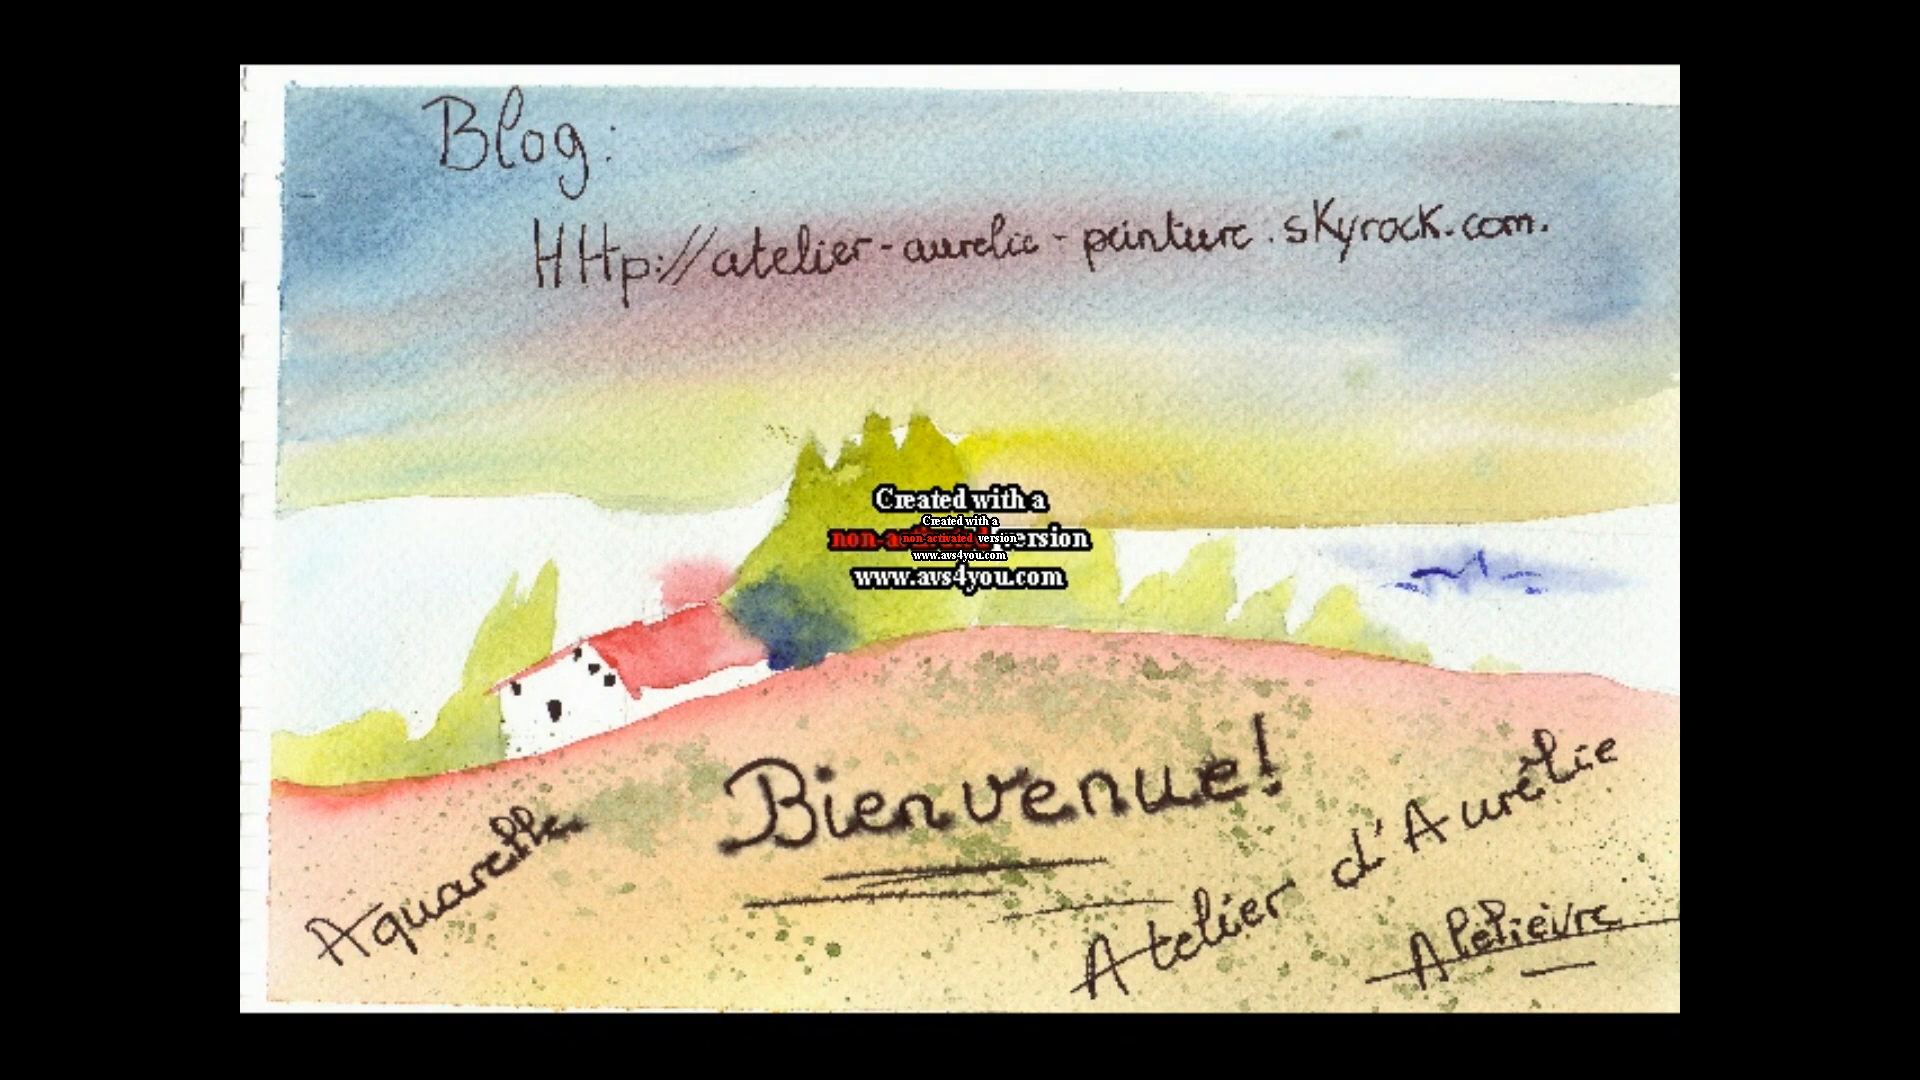 Blog:
HHp://atelier-aurelie-peinture.skyrock.com.
Created with a
non-activated version
www.avs4you.com
Created with a
non-activated version
www.avs4you.com
Bienvenue!
Aquarelle
Atelier d'Aurélie
A Lelièvre